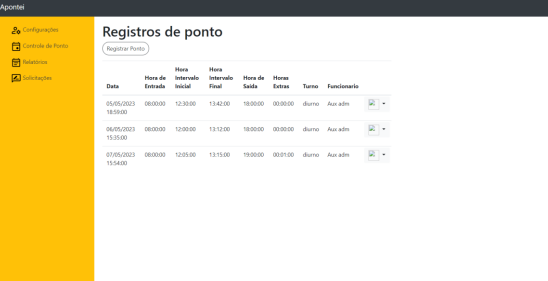 Apontei
Configurações
Controle de Ponto
Relatórios
Solicitações
Registros de ponto
Registrar Ponto
Data Hora de Entrada Hora Intervalo Inicial Hora Intervalo Final Hora de Saída Horas Extras Turno Funcionario
05/05/2023 18:59:00 08:00:00 12:30:00 13:42:00 18:00:00 00:00:00 diurno Aux adm
06/05/2023 15:35:00 08:00:00 12:00:00 13:12:00 18:00:00 00:00:00 diurno Aux adm
07/05/2023 15:54:00 08:00:00 12:05:00 13:15:00 19:00:00 00:01:00 diurno Aux adm